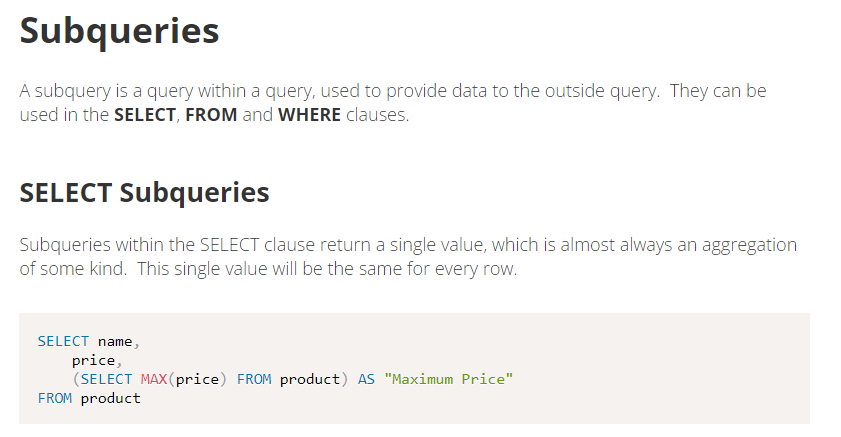 Subqueries
A subquery is a query within a query, used to provide data to the outside query.  They can be
used in the SELECT, FROM and WHERE clauses.
SELECT Subqueries
Subqueries within the SELECT clause return a single value, which is almost always an aggregation
of some kind.  This single value will be the same for every row.
SELECT name,
    price,
    (SELECT MAX(price) FROM product) AS "Maximum Price"
FROM product